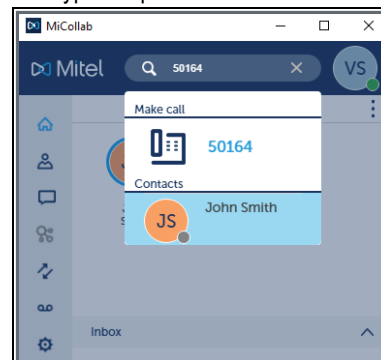 MiCollab
Mitel
50164
VS
Make call
50164
Contacts
JS
John Smith
Inbox